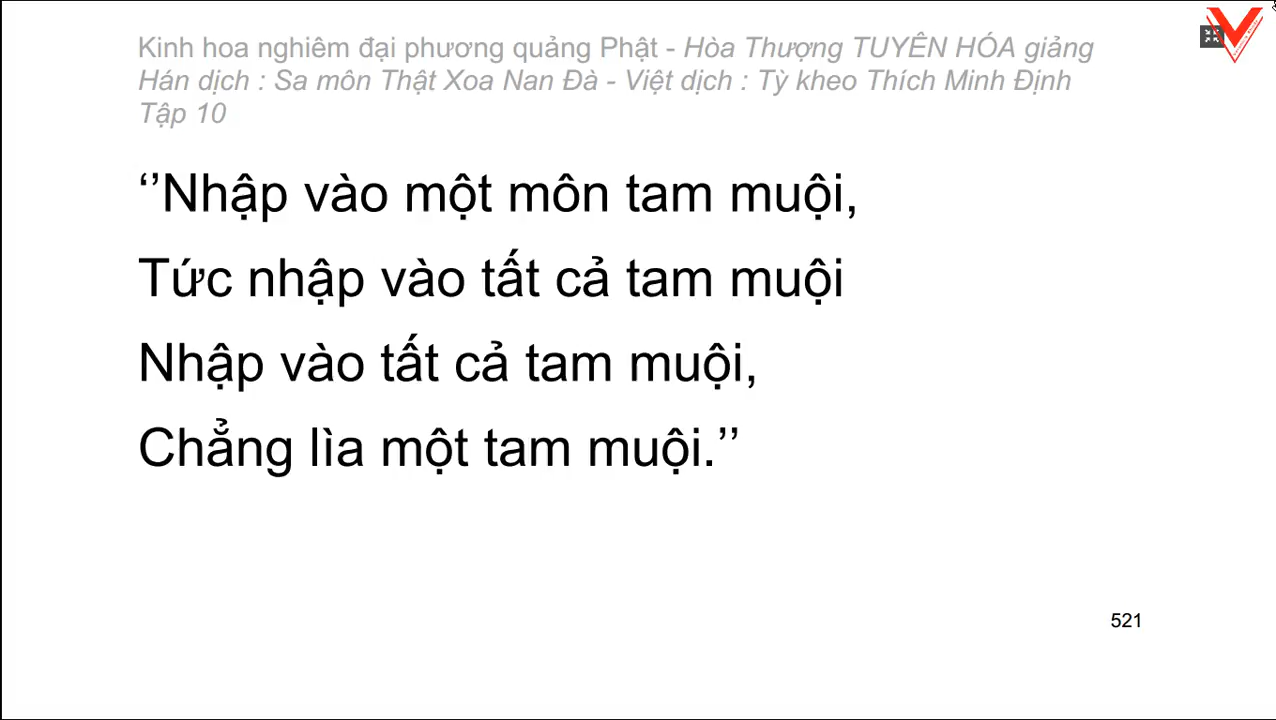 Kinh hoa nghiêm đại phương quảng Phật - Hòa Thượng TUYÊN HÓA giảng
Hán dịch : Sa môn Thật Xoa Nan Đà - Việt dịch : Tỳ kheo Thích Minh Định
Tập 10
‘’Nhập vào một môn tam muội,
Tức nhập vào tất cả tam muội
Nhập vào tất cả tam muội,
Chẳng lìa một tam muội.’’
521